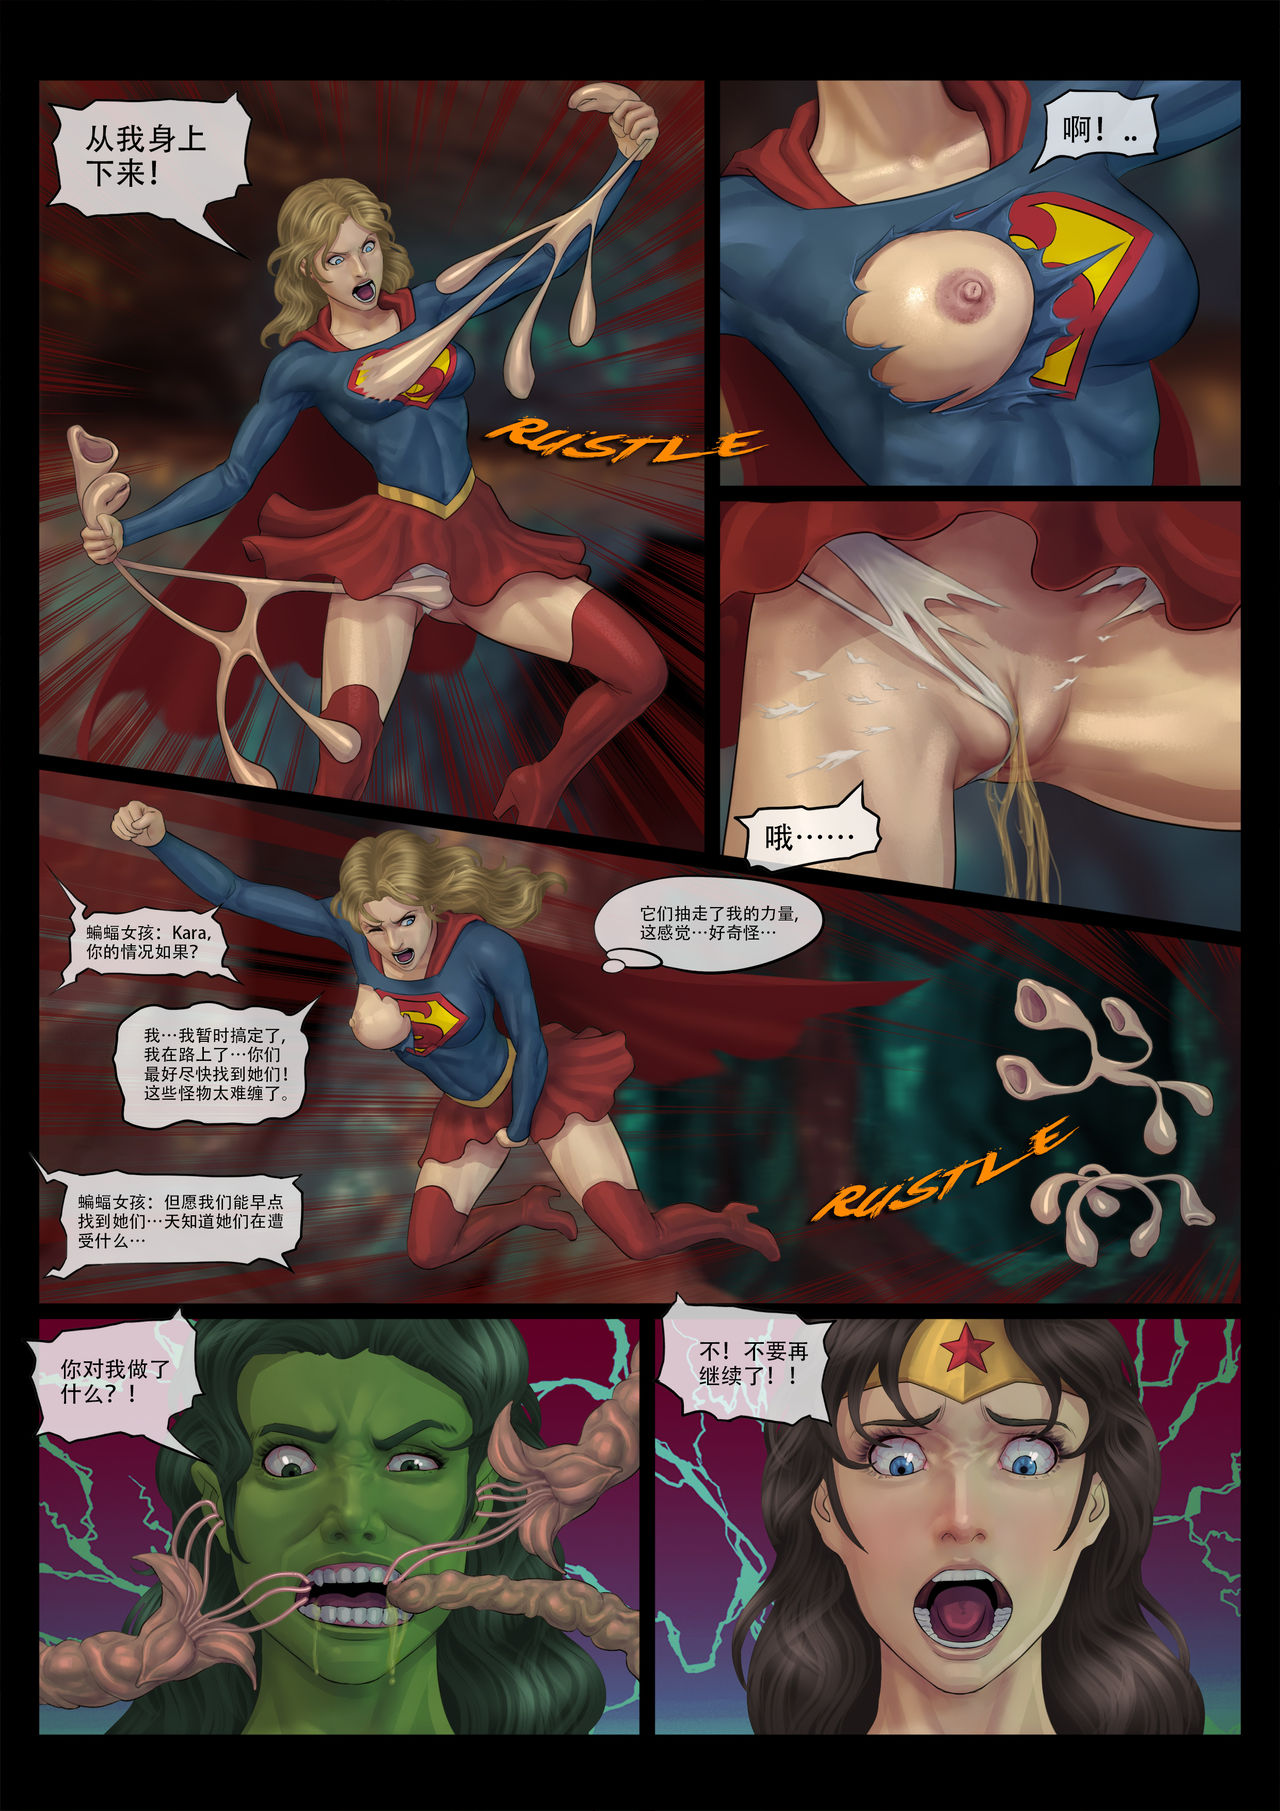 从我身上
下来！
RUSTLE
啊！..
哦……
蝙蝠女孩：Kara,
你的情况如果？
它们抽走了我的力量,
这感觉…好奇怪…
我…我暂时搞定了,
我在路上了…你们
最好尽快找到她们！
这些怪物太难缠了。
RUSTLE
蝙蝠女孩：但愿我们能早点
找到她们…天知道她们在遭
受什么…
你对我做了
什么？！
不！不要再
继续了！！